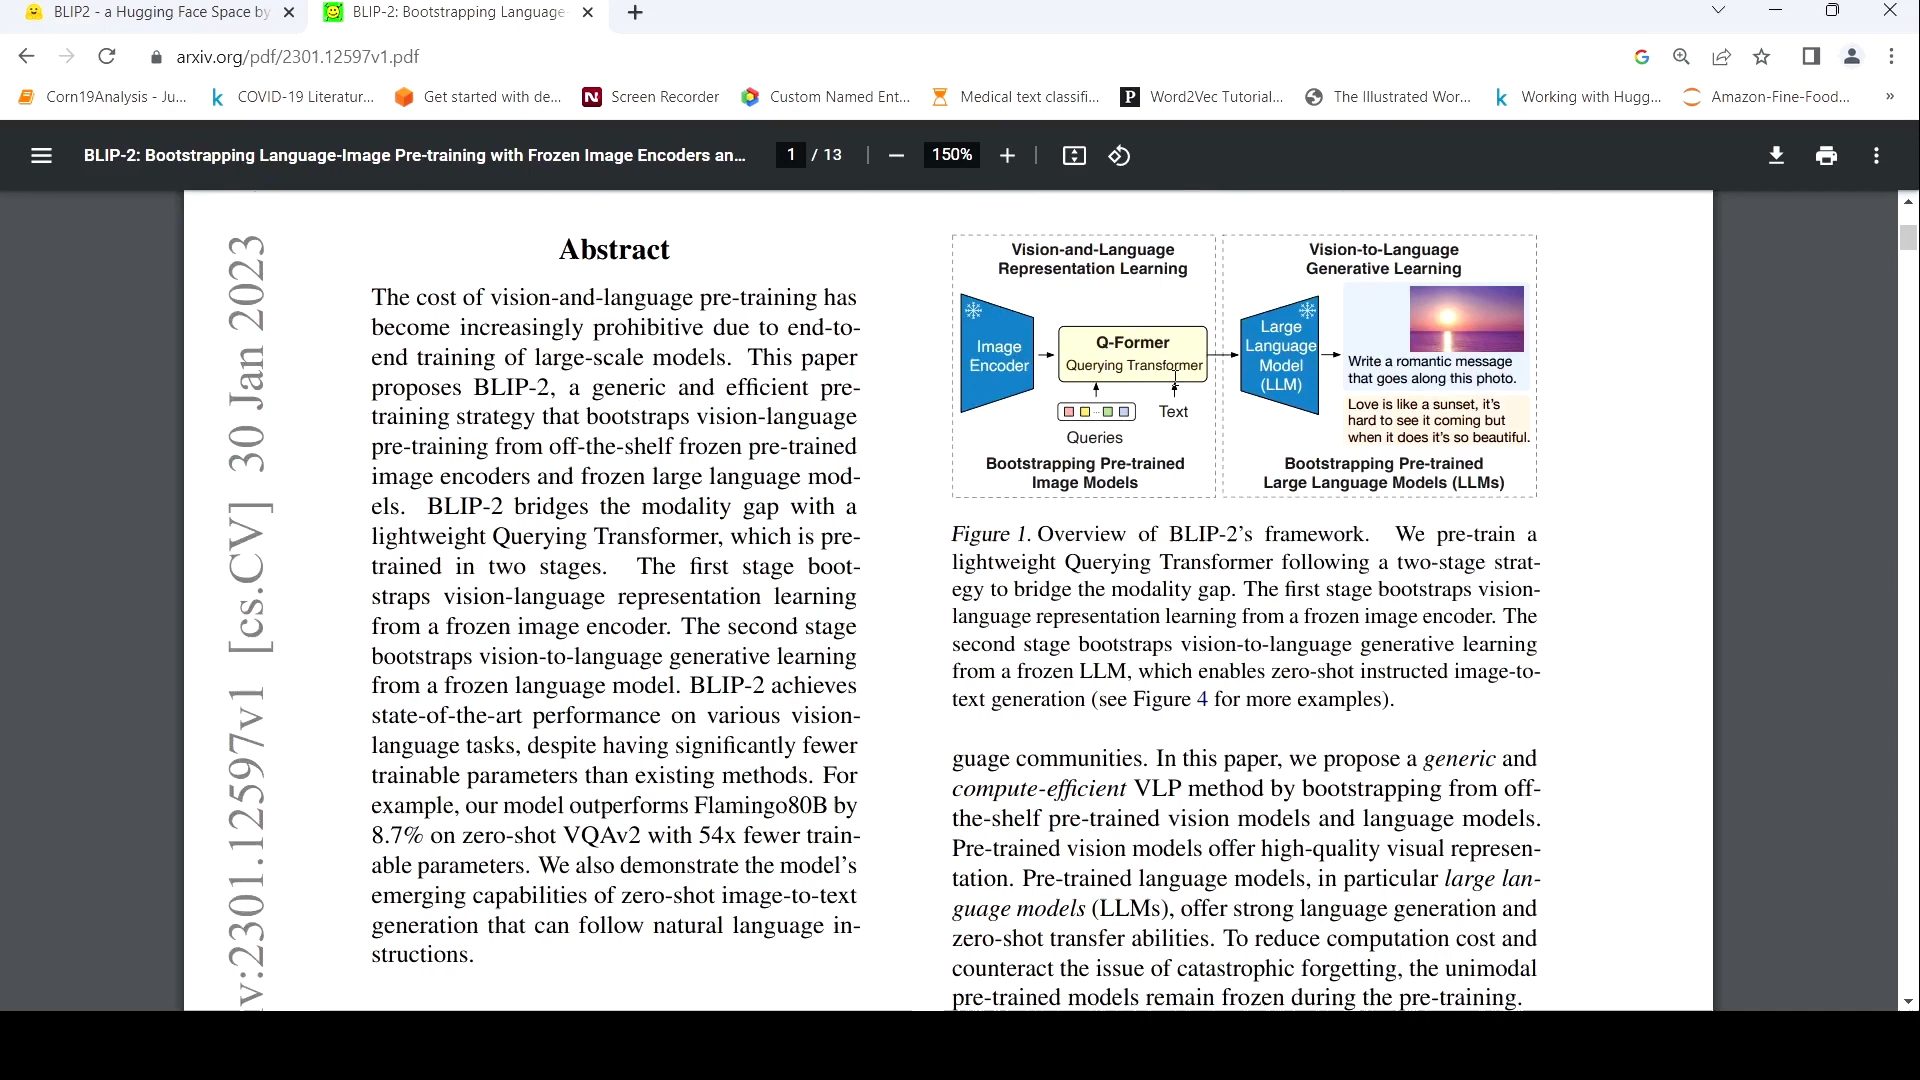 BLIP2 - a Hugging Face Space by
BLIP-2: Bootstrapping Language-
arxiv.org/pdf/2301.12597v1.pdf
Corn19Analysis - Ju...
COVID-19 Literatur...
Get started with de...
Screen Recorder
Custom Named Ent...
Medical text classifi...
Word2Vec Tutorial...
The Illustrated Wor...
Working with Hugg...
Amazon-Fine-Food...
»
BLIP-2: Bootstrapping Language-Image Pre-training with Frozen Image Encoders an...
1 / 13
150%
v:2301.12597v1 [cs.CV] 30 Jan 2023
Abstract
The cost of vision-and-language pre-training has
become increasingly prohibitive due to end-to-
end training of large-scale models. This paper
proposes BLIP-2, a generic and efficient pre-
training strategy that bootstraps vision-language
pre-training from off-the-shelf frozen pre-trained
image encoders and frozen large language mod-
els. BLIP-2 bridges the modality gap with a
lightweight Querying Transformer, which is pre-
trained in two stages. The first stage boot-
straps vision-language representation learning
from a frozen image encoder. The second stage
bootstraps vision-to-language generative learning
from a frozen language model. BLIP-2 achieves
state-of-the-art performance on various vision-
language tasks, despite having significantly fewer
trainable parameters than existing methods. For
example, our model outperforms Flamingo80B by
8.7% on zero-shot VQAv2 with 54x fewer train-
able parameters. We also demonstrate the model's
emerging capabilities of zero-shot image-to-text
generation that can follow natural language in-
structions.
Vision-and-Language
Representation Learning
Image
Encoder
Q-Former
Querying Transformer
Queries
Text
Bootstrapping Pre-trained
Image Models
Vision-to-Language
Generative Learning
Large
Language
Model
(LLM)
Write a romantic message
that goes along this photo.
Love is like a sunset, it's
hard to see it coming but
when it does it's so beautiful.
Bootstrapping Pre-trained
Large Language Models (LLMs)
Figure 1. Overview of BLIP-2's framework. We pre-train a
lightweight Querying Transformer following a two-stage strat-
egy to bridge the modality gap. The first stage bootstraps vision-
language representation learning from a frozen image encoder. The
second stage bootstraps vision-to-language generative learning
from a frozen LLM, which enables zero-shot instructed image-to-
text generation (see Figure 4 for more examples).
guage communities. In this paper, we propose a generic and
compute-efficient VLP method by bootstrapping from off-
the-shelf pre-trained vision models and language models.
Pre-trained vision models offer high-quality visual represen-
tation. Pre-trained language models, in particular large lan-
guage models (LLMs), offer strong language generation and
zero-shot transfer abilities. To reduce computation cost and
counteract the issue of catastrophic forgetting, the unimodal
pre-trained models remain frozen during the pre-training.